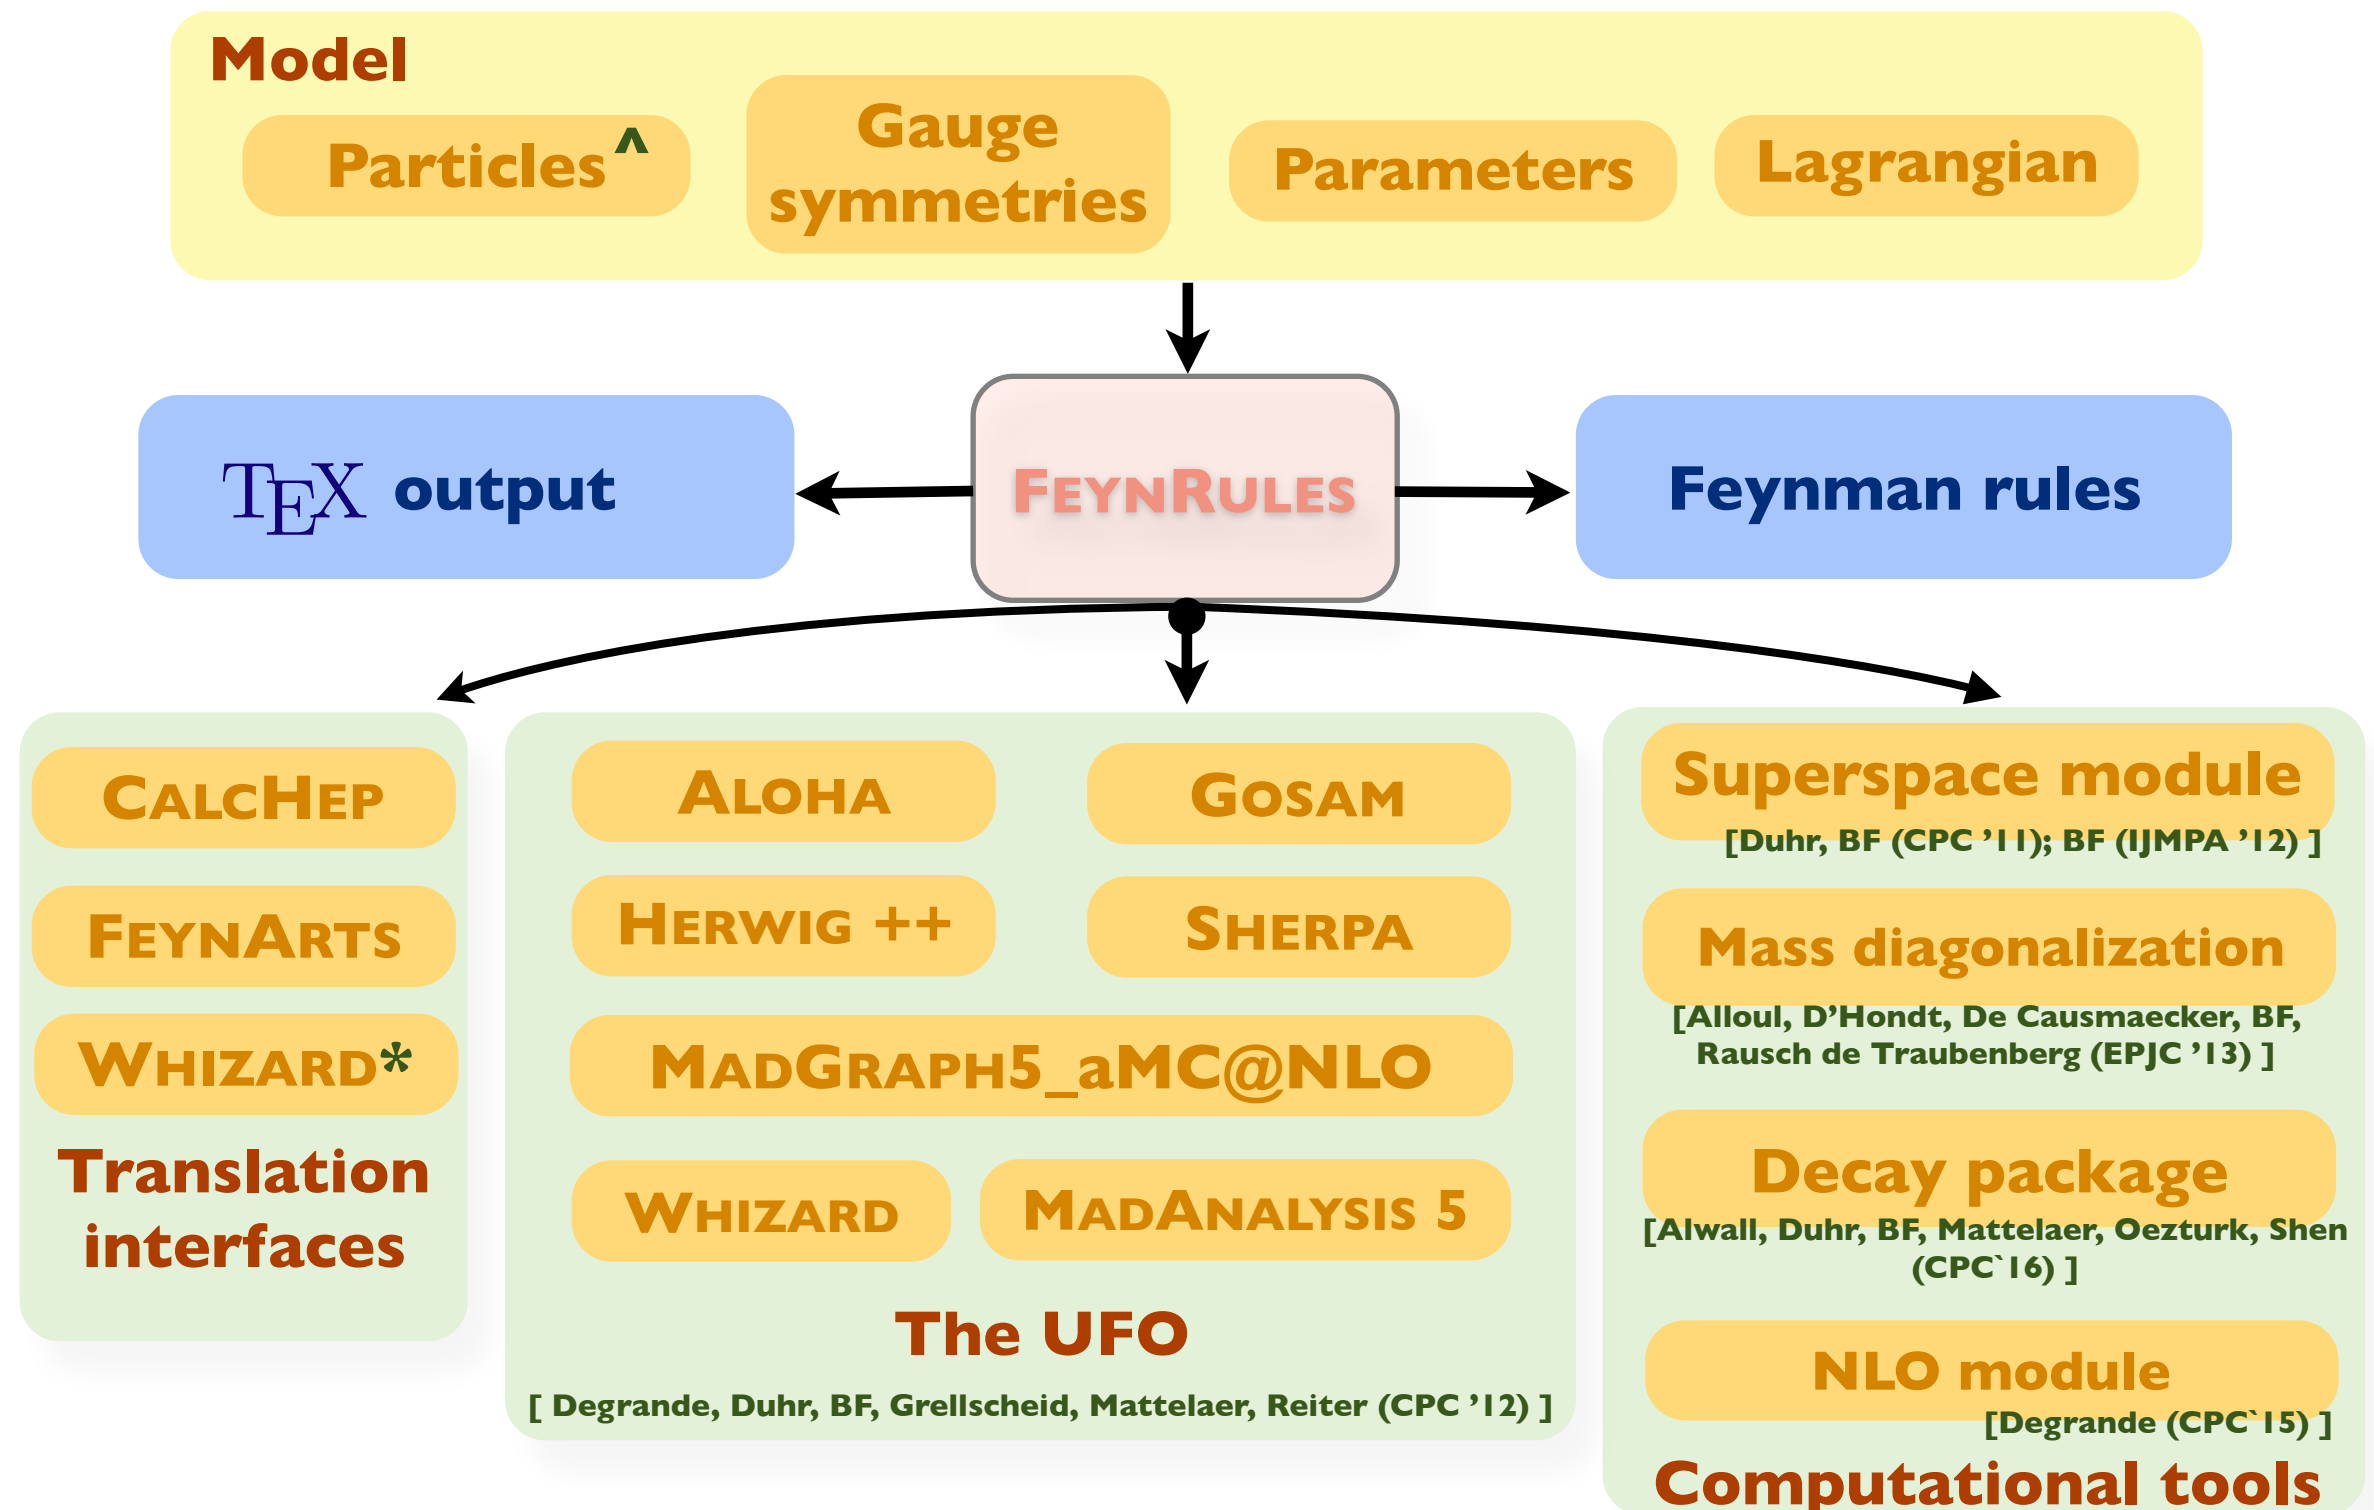 Model
Particles^
Gauge
symmetries
Parameters
Lagrangian
TEX output
FEYNRULES
Feynman rules
CALCHEP
FEYNARTS
WHIZARD*
Translation
interfaces
ALOHA
GOSAM
HERWIG ++
SHERPA
MADGRAPH5_aMC@NLO
WHIZARD
MADANALYSIS 5
The UFO
[ Degrande, Duhr, BF, Grellscheid, Mattelaer, Reiter (CPC ’12) ]
Superspace module
[Duhr, BF (CPC ’11); BF (IJMPA ’12) ]
Mass diagonalization
[Alloul, D’Hondt, De Causmaecker, BF,
Rausch de Traubenberg (EPJC ’13) ]
Decay package
[Alwall, Duhr, BF, Mattelaer, Oezturk, Shen
(CPC`16) ]
NLO module
[Degrande (CPC`15) ]
Computational tools